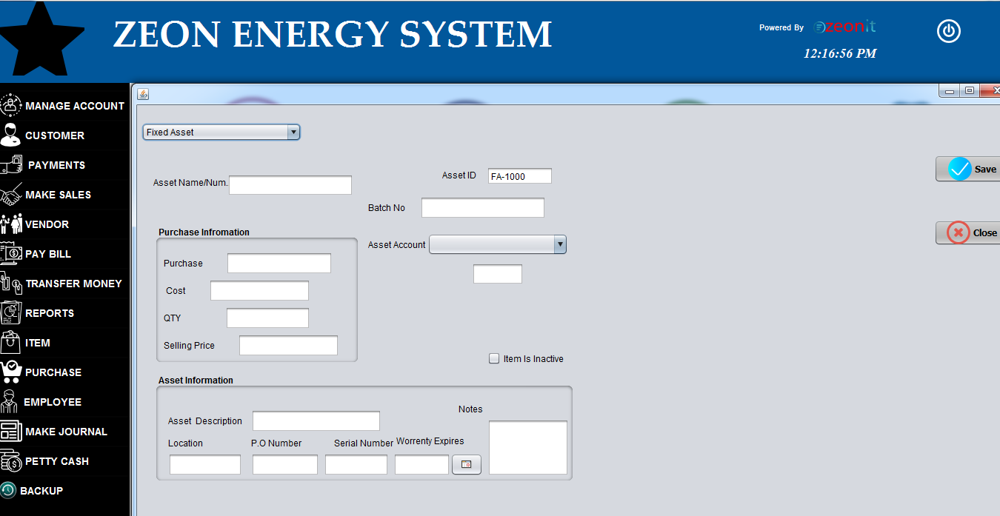 ZEON ENERGY SYSTEM
Powered By zeonit
12:16:56 PM
MANAGE ACCOUNT
CUSTOMER
PAYMENTS
MAKE SALES
VENDOR
PAY BILL
TRANSFER MONEY
REPORTS
ITEM
PURCHASE
EMPLOYEE
MAKE JOURNAL
PETTY CASH
BACKUP
Fixed Asset
Asset Name/Num.
Asset ID FA-1000
Batch No
Purchase Infromation
Asset Account
Purchase
Cost
QTY
Selling Price
Item Is Inactive
Asset Information
Notes
Asset Description
Location P.O Number Serial Number Worrenty Expires
Save
Close